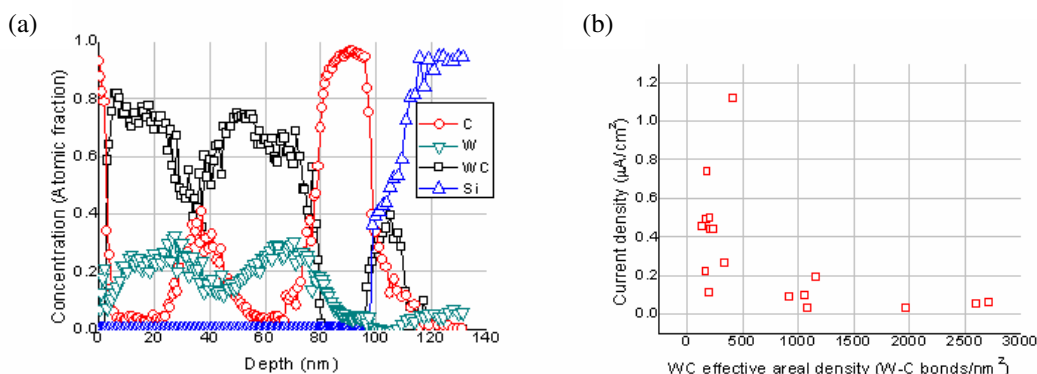 (a)
(b)
Concentration (Atomic fraction)
1.0
0.8
0.6
0.4
0.2
0.0
C
W
WC
Si
0 20 40 60 80 100 120 140
Depth (nm)
Current density (µA/cm²)
1.2
1.0
0.8
0.6
0.4
0.2
0.0
0 500 1000 1500 2000 2500 3000
WC effective areal density (W-C bonds/nm²)